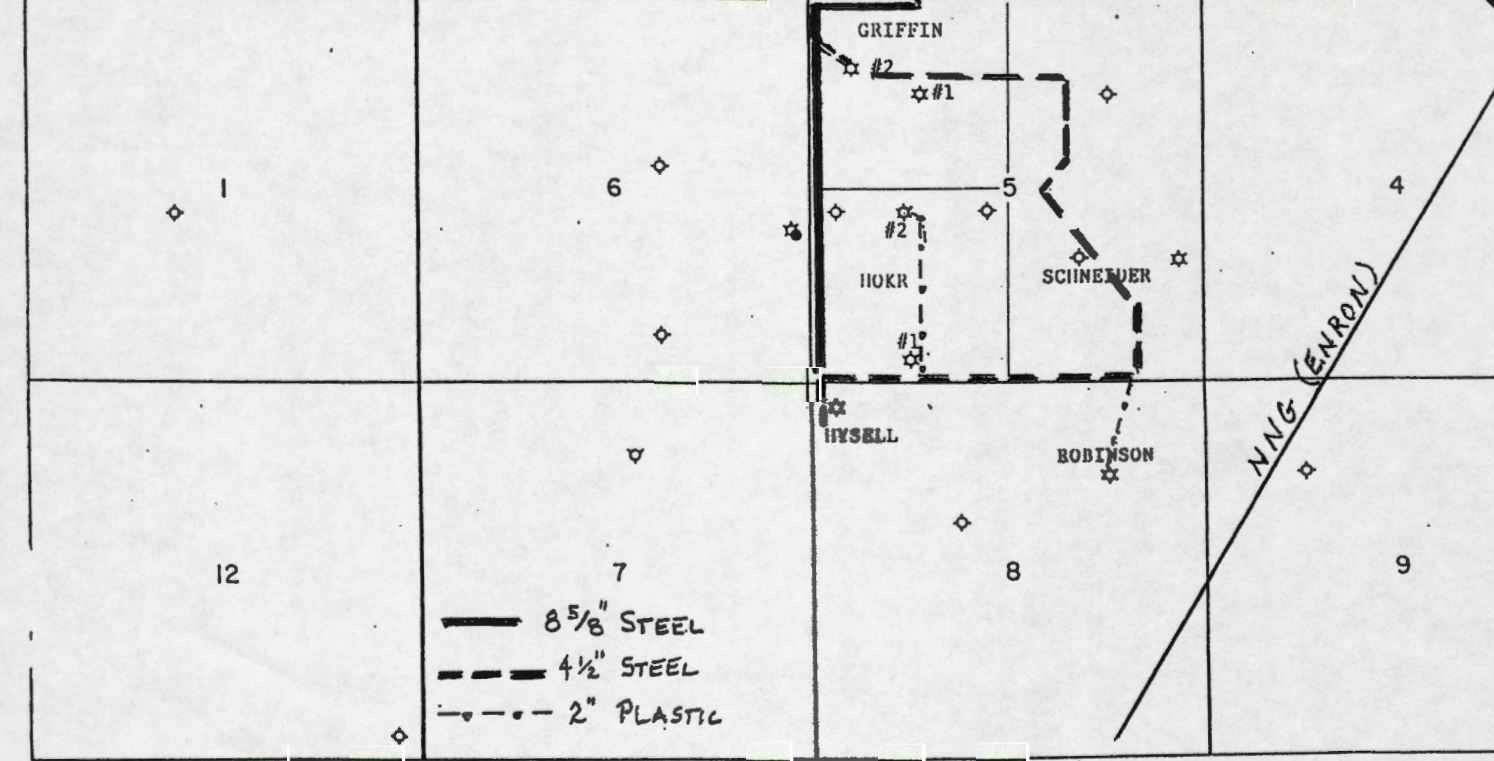 GRIFFIN
#2
#1
1
6
5
4
#2
HOKR
SCHNEIDER
#1
(ENRON)
NNG
HYSELL
ROBINSON
12
7
8
9
8 5/8" STEEL
4 1/2" STEEL
2" PLASTIC